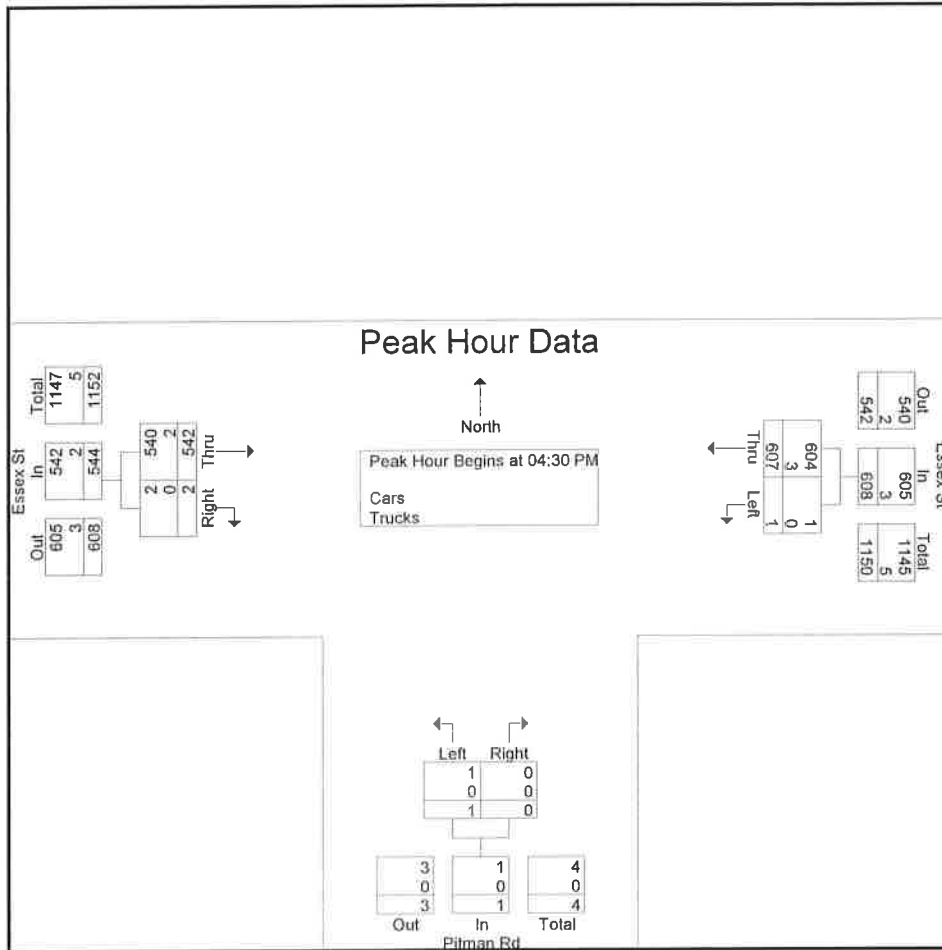 Peak Hour Data
North
Peak Hour Begins at 04:30 PM
Cars
Trucks
Essex St
Out In Total
605 542 1147
3 2 5
608 544 1152
Right Thru
2 540
0 2
2 542
Essex St
Out In Total
540 605 1145
2 3 5
542 608 1150
Thru Left
604 1
3 0
607 1
Left Right
1 0
0 0
1 0
3 1 4
0 0 0
3 1 4
Out In Total
Pitman Rd